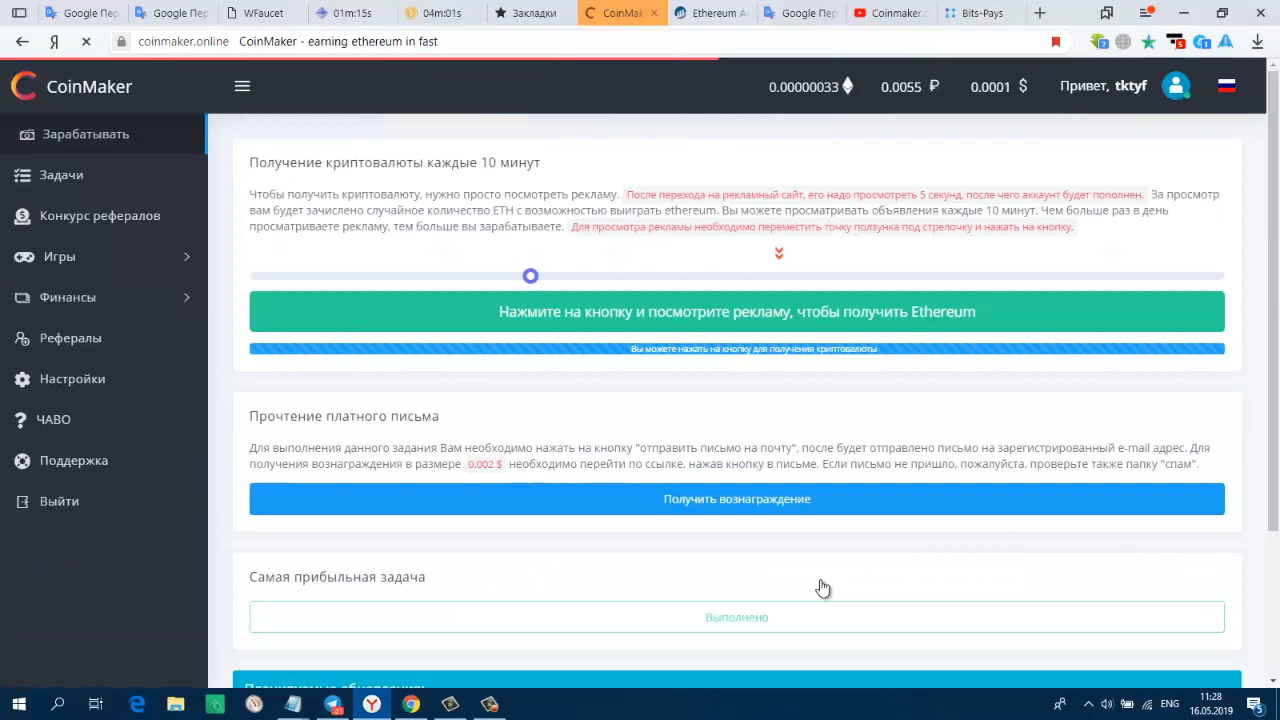 Google Пер
Google Пер
WFaucet
01m:15s
04m:01s
Закладки
CoinMak
Ethereum A
Google Пер
Coinmaker.c
Bits-Pays
Я
coinmaker.online CoinMaker - earning ethereum in fast
7
5
1
CoinMaker
0.00000033
0.0055 ₽
0.0001 $
Привет, tktyf
Зарабатывать
Задачи
Конкурс рефералов
Игры
Финансы
Рефералы
Настройки
ЧАВО
Поддержка
Выйти
Получение криптовалюты каждые 10 минут
Чтобы получить криптовалюту, нужно просто посмотреть рекламу. После перехода на рекламный сайт, его надо просмотреть 5 секунд, после чего аккаунт будет пополнен. За просмотр
вам будет зачислено случайное количество ETH с возможностью выиграть ethereum. Вы можете просматривать объявления каждые 10 минут. Чем больше раз в день
просматриваете рекламу, тем больше вы зарабатываете. Для просмотра рекламы необходимо переместить точку ползунка под стрелочку и нажать на кнопку.
Нажмите на кнопку и посмотрите рекламу, чтобы получить Ethereum
Вы можете нажать на кнопку для получения криптовалюты
Прочтение платного письма
Для выполнения данного задания Вам необходимо нажать на кнопку "отправить письмо на почту", после будет отправлено письмо на зарегистрированный e-mail адрес. Для
получения вознаграждения в размере 0.002 $ необходимо перейти по ссылке, нажав кнопку в письме. Если письмо не пришло, пожалуйста, проверьте также папку "спам".
Получить вознаграждение
Самая прибыльная задача
Выполнено
Планируемые обновления:
ENG
11:28
16.05.2019